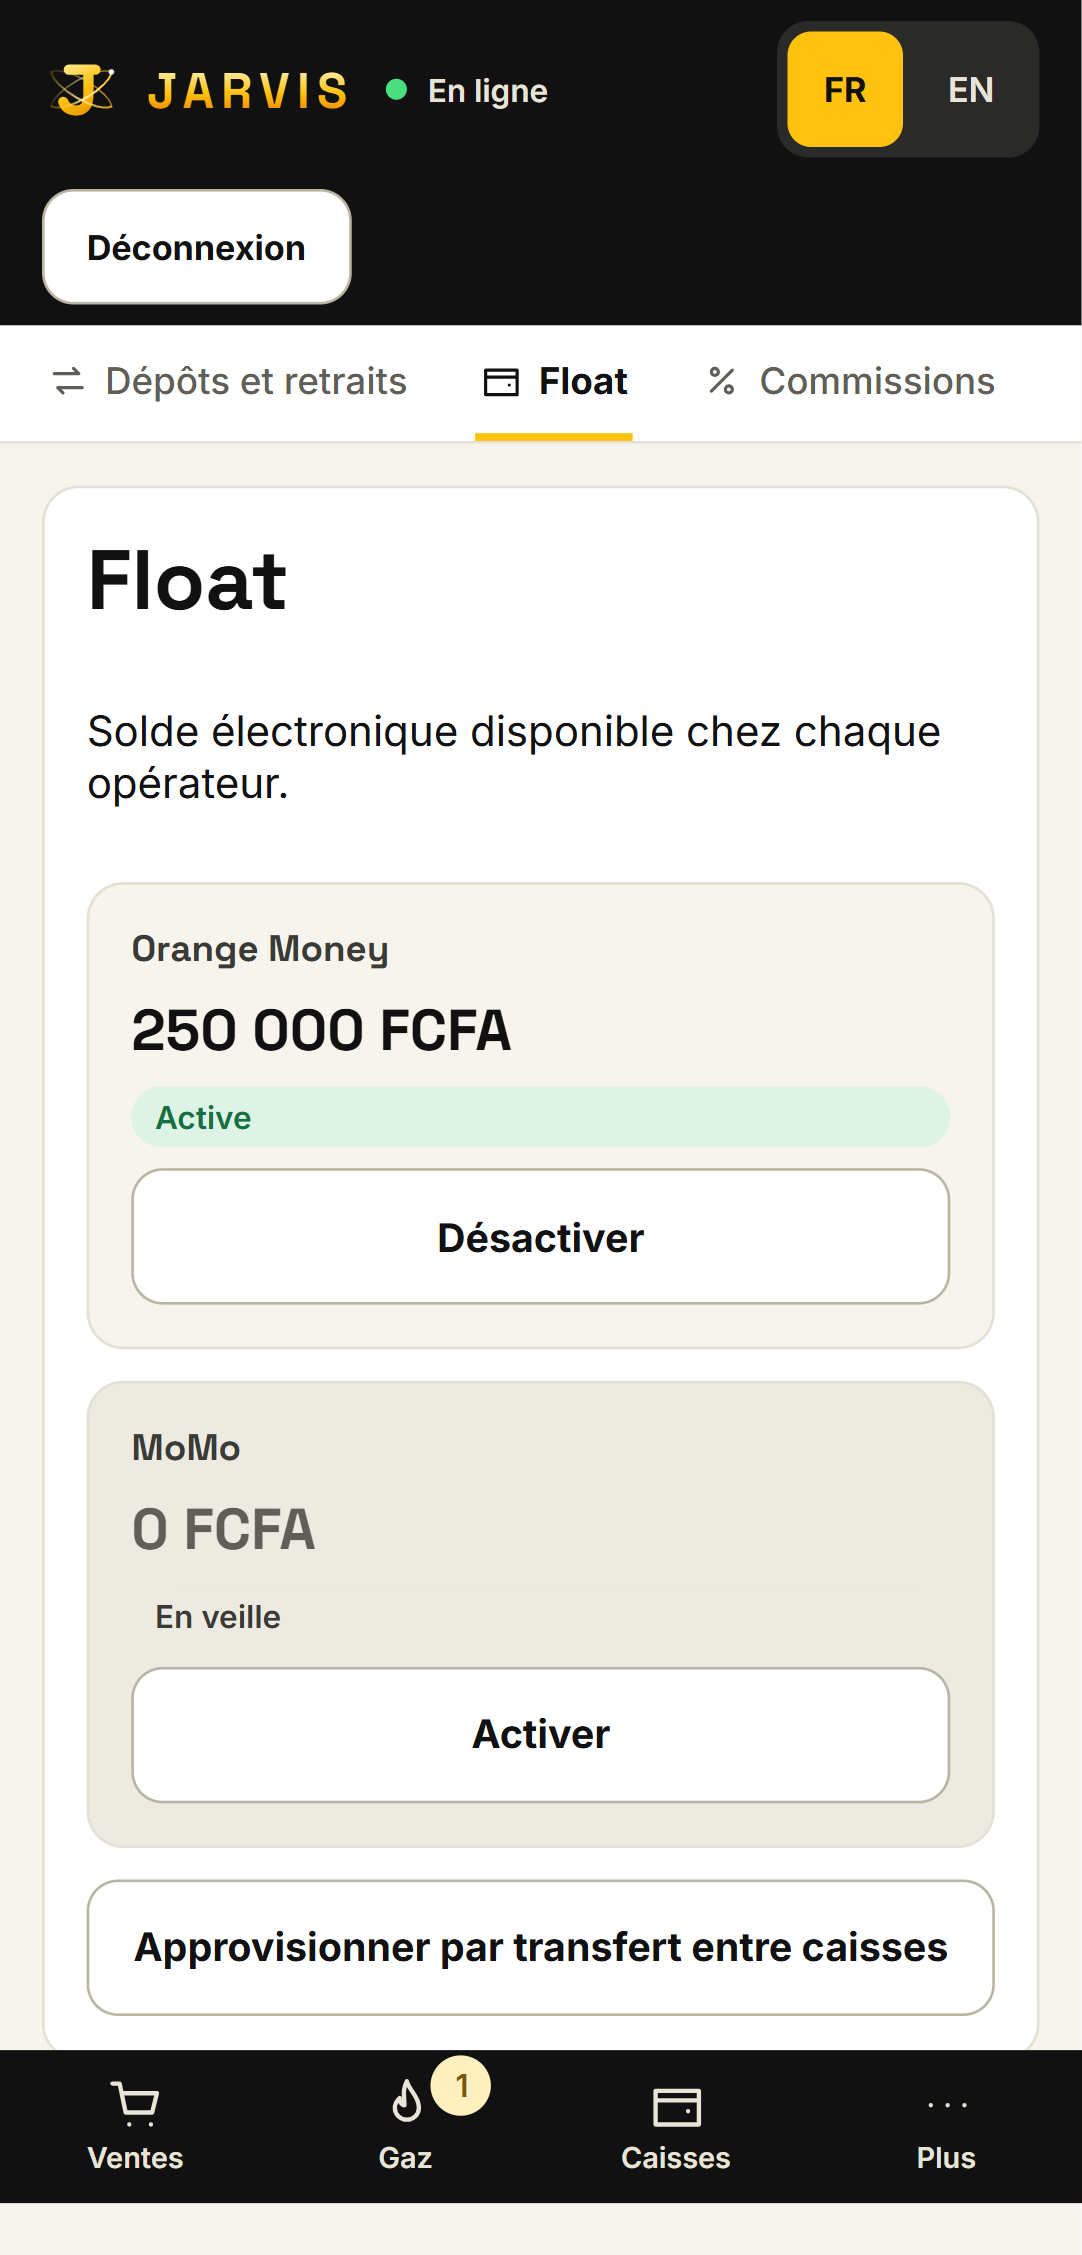 JARVIS
En ligne
FR
EN
Déconnexion
Dépôts et retraits
Float
Commissions
Float
Solde électronique disponible chez chaque
opérateur.
Orange Money
250 000 FCFA
Active
Désactiver
MoMo
0 FCFA
En veille
Activer
Approvisionner par transfert entre caisses
1
Ventes
Gaz
Caisses
Plus